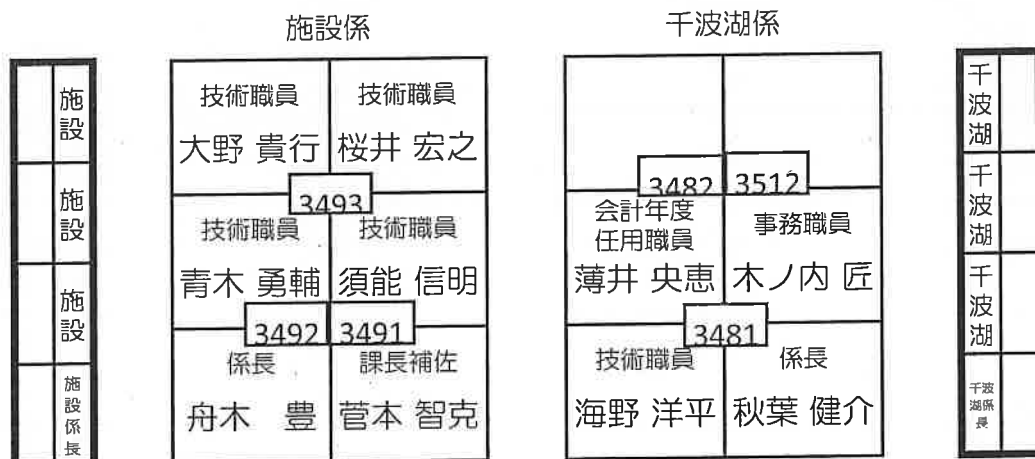 施設係
千波湖係
施設
施設
施設
施設係長
技術職員 技術職員
大野 貴行 桜井 宏之
3493
技術職員 技術職員
青木 勇輔 須能 信明
3492 3491
係長 課長補佐
舟木 豊 菅本 智克
3482 3512
会計年度
任用職員
事務職員
薄井 央恵 木ノ内 匠
3481
技術職員 係長
海野 洋平 秋葉 健介
千波湖
千波湖
千波湖
千波
湖係
長